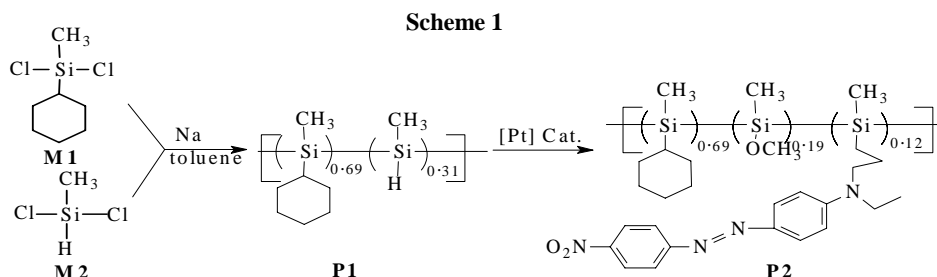 Scheme 1
CH3
Cl Si Cl
M1
CH3
Cl Si Cl
H
M2
Na
toluene
CH3 CH3
Si 0.69 Si 0.31
H
P1
[Pt] Cat.
CH3 CH3 CH3
Si 0.69 Si 0.19 Si 0.12
OCH3
N
O2N N=N
P2